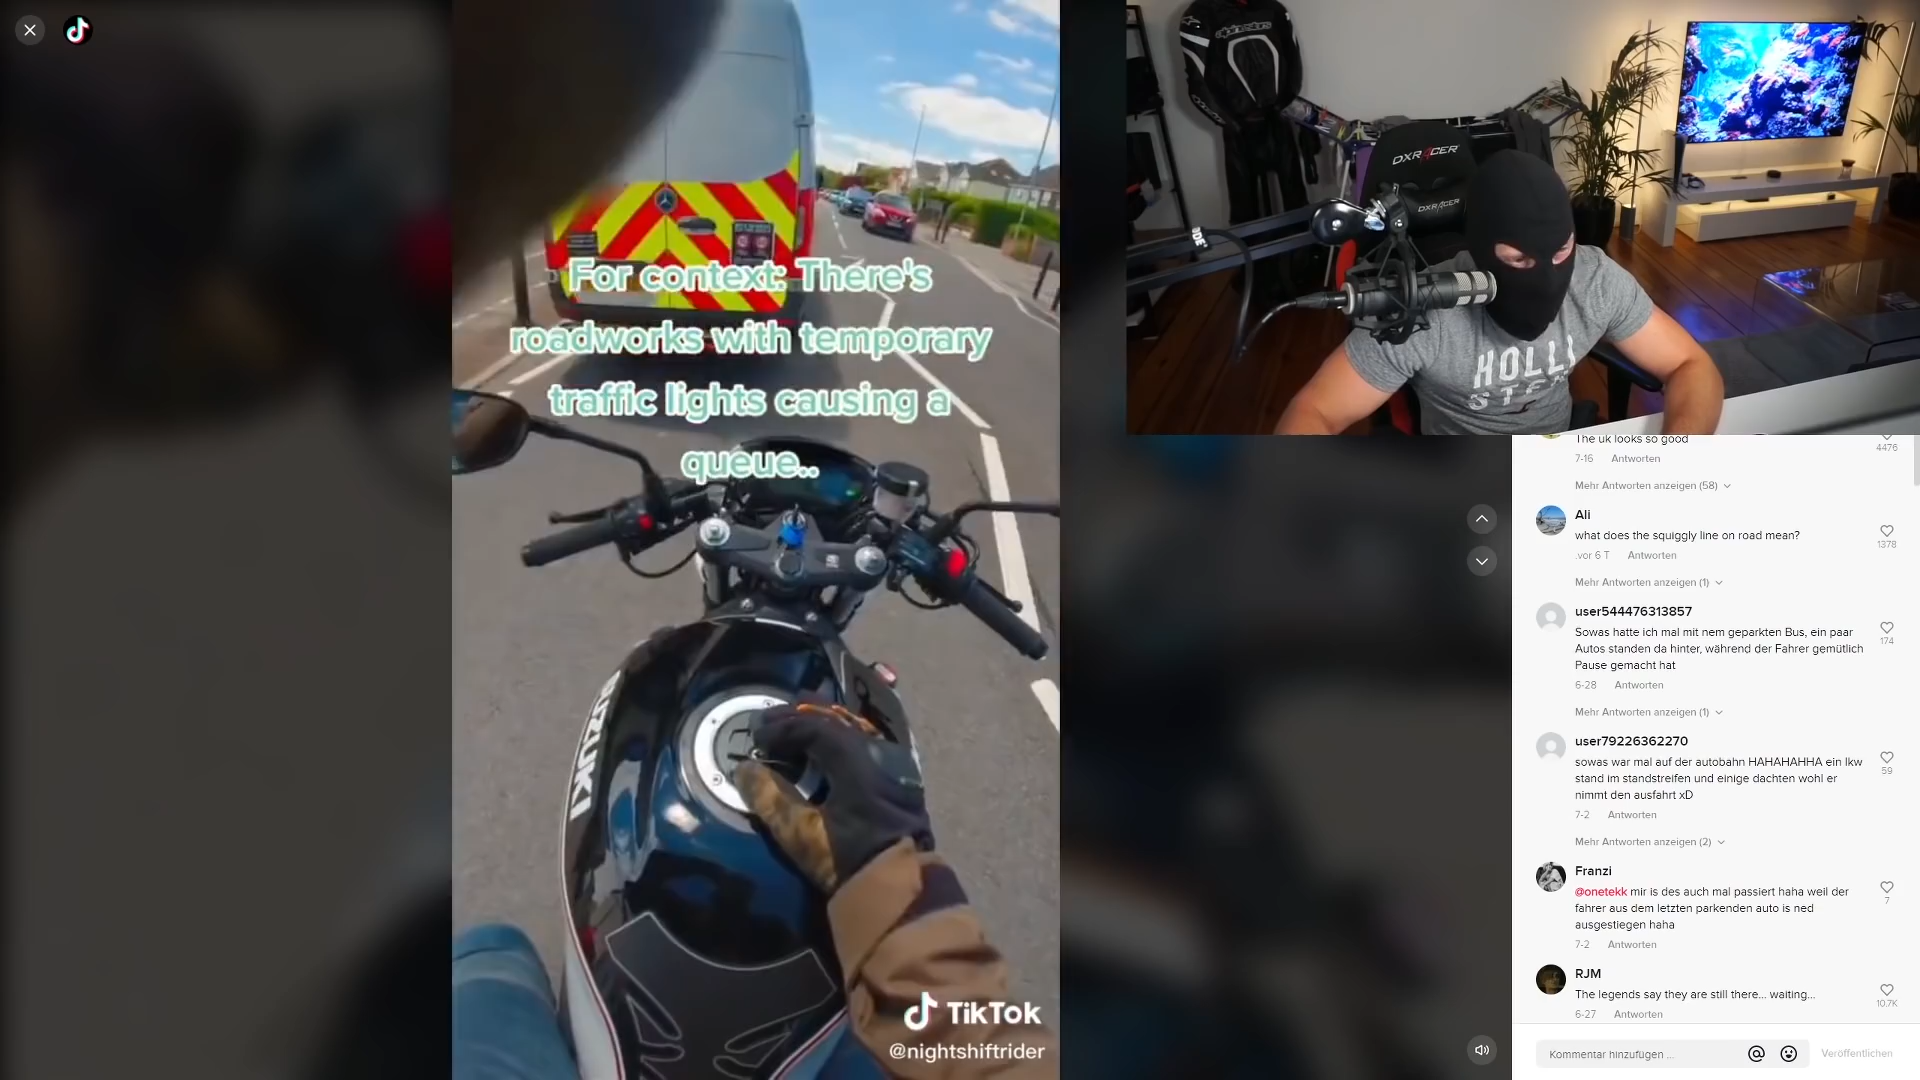 For context: There's
roadworks with temporary
traffic lights causing a
queue..
SUZUKI
TikTok
@nightshiftrider
alpinestars
DXRACER
DXRACER
HOLLI
The uk looks so good
4476
7-16 Antworten
Mehr Antworten anzeigen (58)
Ali
what does the squiggly line on road mean?
1378
.vor 6 T Antworten
Mehr Antworten anzeigen (1)
user544476313857
Sowas hatte ich mal mit nem geparkten Bus, ein paar
Autos standen da hinter, während der Fahrer gemütlich
Pause gemacht hat
174
6-28 Antworten
Mehr Antworten anzeigen (1)
user79226362270
sowas war mal auf der autobahn HAHAHAHHA ein lkw
stand im standstreifen und einige dachten wohl er
nimmt den ausfahrt xD
59
7-2 Antworten
Mehr Antworten anzeigen (2)
Franzi
@onetekk mir is des auch mal passiert haha weil der
fahrer aus dem letzten parkenden auto is ned
ausgestiegen haha
7
7-2 Antworten
RJM
The legends say they are still there... waiting...
10.7K
6-27 Antworten
Kommentar hinzufügen ...
Veröffentlichen